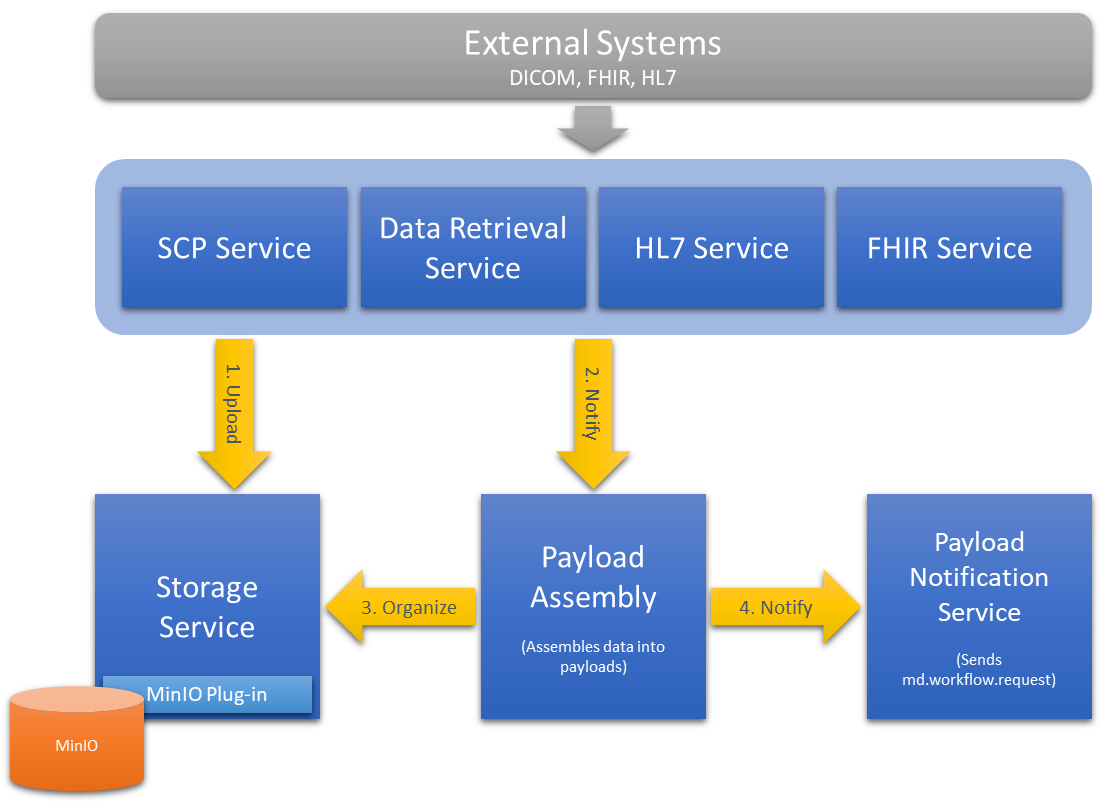 External Systems
DICOM, FHIR, HL7
SCP Service
Data Retrieval
Service
HL7 Service
FHIR Service
1. Upload
2. Notify
Storage
Service
MinIO Plug-in
MinIO
3. Organize
Payload
Assembly
(Assembles data into
payloads)
4. Notify
Payload
Notification
Service
(Sends
md.workflow.request)